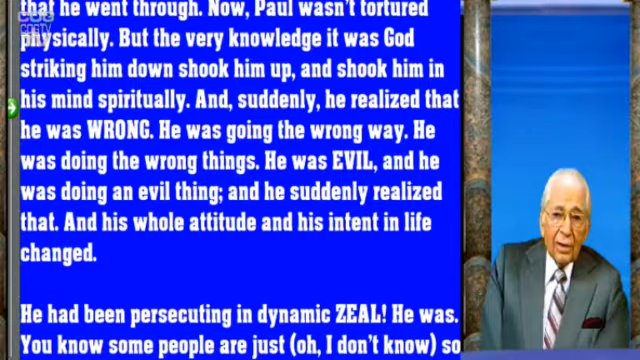 that he went through. Now, Paul wasn't tortured
physically. But the very knowledge it was God
striking him down shook him up, and shook him in
his mind spiritually. And, suddenly, he realized that
he was WRONG. He was going the wrong way. He
was doing the wrong things. He was EVIL, and he
was doing an evil thing; and he suddenly realized
that. And his whole attitude and his intent in life
changed.
He had been persecuting in dynamic ZEAL! He was.
You know some people are just (oh, I don't know) so